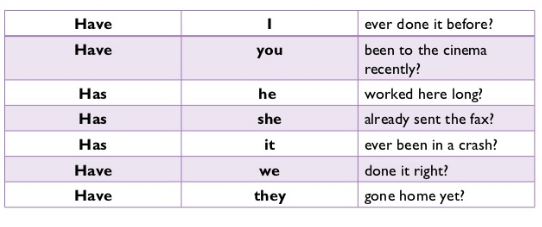 Have I ever done it before?
Have you been to the cinema
recently?
Has he worked here long?
Has she already sent the fax?
Has it ever been in a crash?
Have we done it right?
Have they gone home yet?